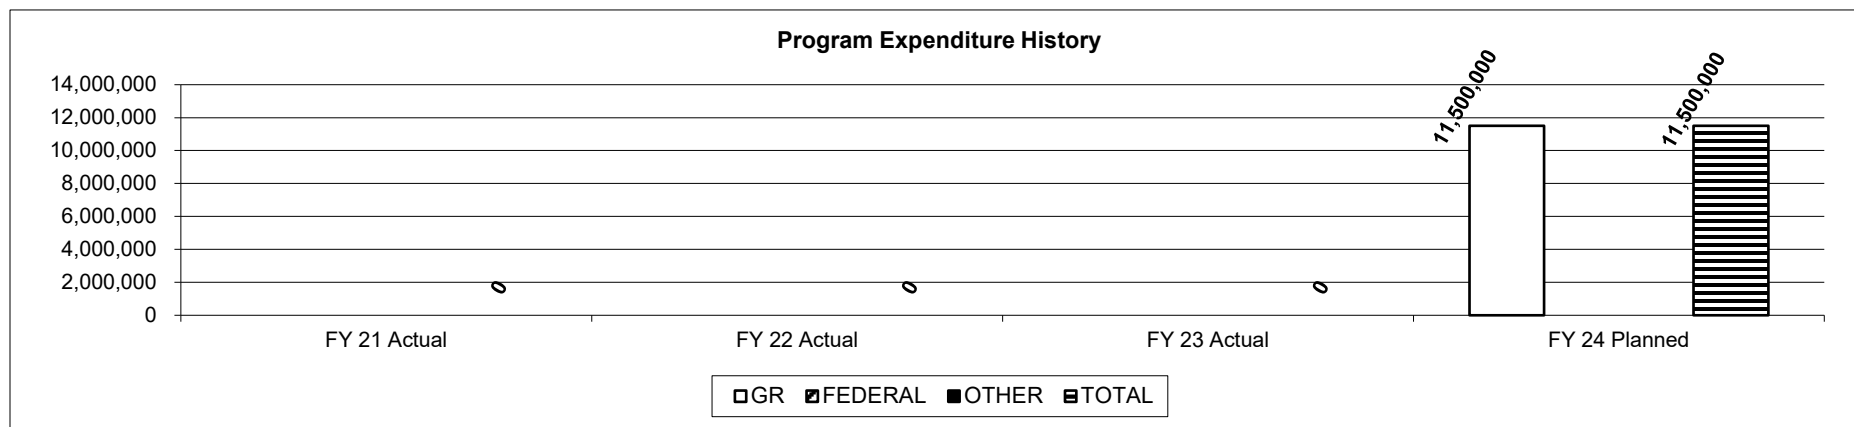 Program Expenditure History
14,000,000
12,000,000
10,000,000
8,000,000
6,000,000
4,000,000
2,000,000
0
0
0
0
11,500,000
11,500,000
FY 21 Actual
FY 22 Actual
FY 23 Actual
FY 24 Planned
GR FEDERAL OTHER TOTAL